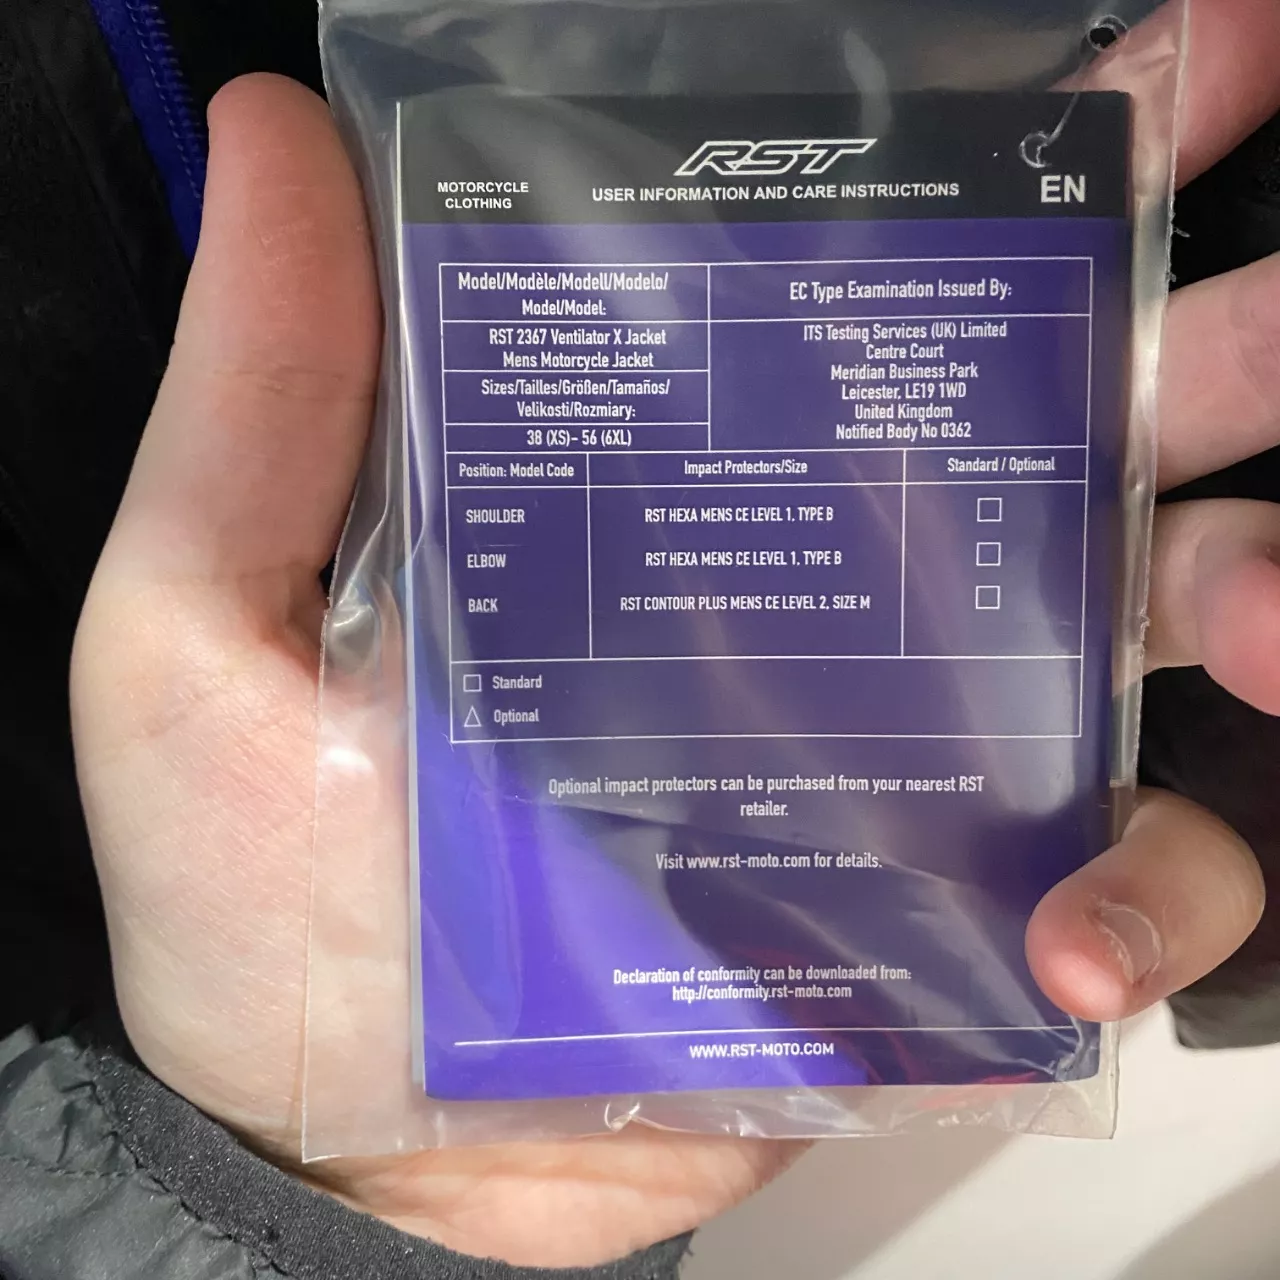 RST
MOTORCYCLE
CLOTHING
USER INFORMATION AND CARE INSTRUCTIONS
EN
Model/Modèle/Modell/Modelo/
Model/Model:
RST 2367 Ventilator X Jacket
Mens Motorcycle Jacket
Sizes/Tailles/Größen/Tamaños/
Velikosti/Rozmiary:
38 (XS)- 56 (6XL)
EC Type Examination Issued By:
ITS Testing Services (UK) Limited
Centre Court
Meridian Business Park
Leicester, LE19 1WD
United Kingdom
Notified Body No 0362
Position: Model Code
Impact Protectors/Size
Standard / Optional
SHOULDER
RST HEXA MENS CE LEVEL 1, TYPE B
ELBOW
RST HEXA MENS CE LEVEL 1, TYPE B
BACK
RST CONTOUR PLUS MENS CE LEVEL 2, SIZE M
Standard
Optional
Optional impact protectors can be purchased from your nearest RST
retailer.
Visit www.rst-moto.com for details.
Declaration of conformity can be downloaded from:
http://conformity.rst-moto.com
WWW.RST-MOTO.COM